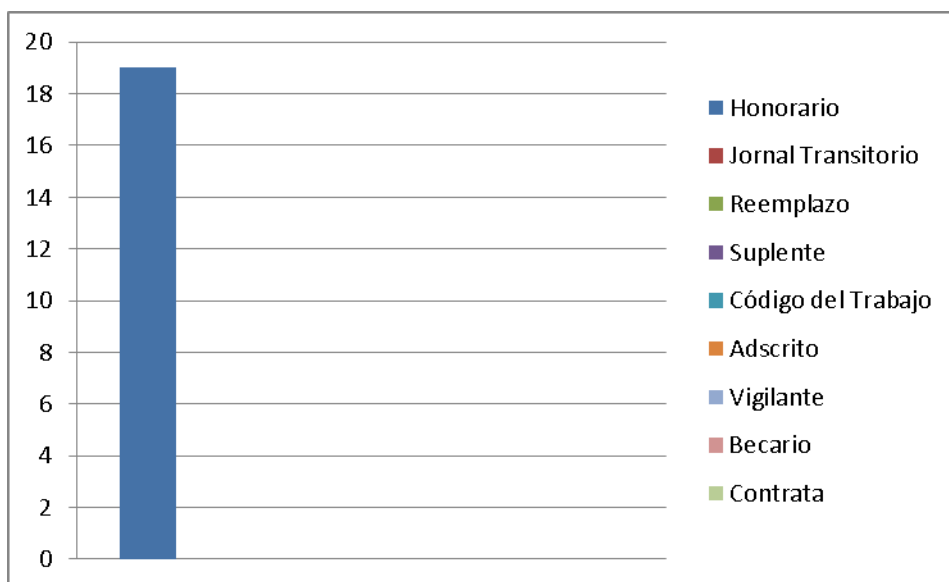 20
18
16
14
12
10
8
6
4
2
0
Honorario
Jornal Transitorio
Reemplazo
Suplente
Código del Trabajo
Adscrito
Vigilante
Becario
Contrata